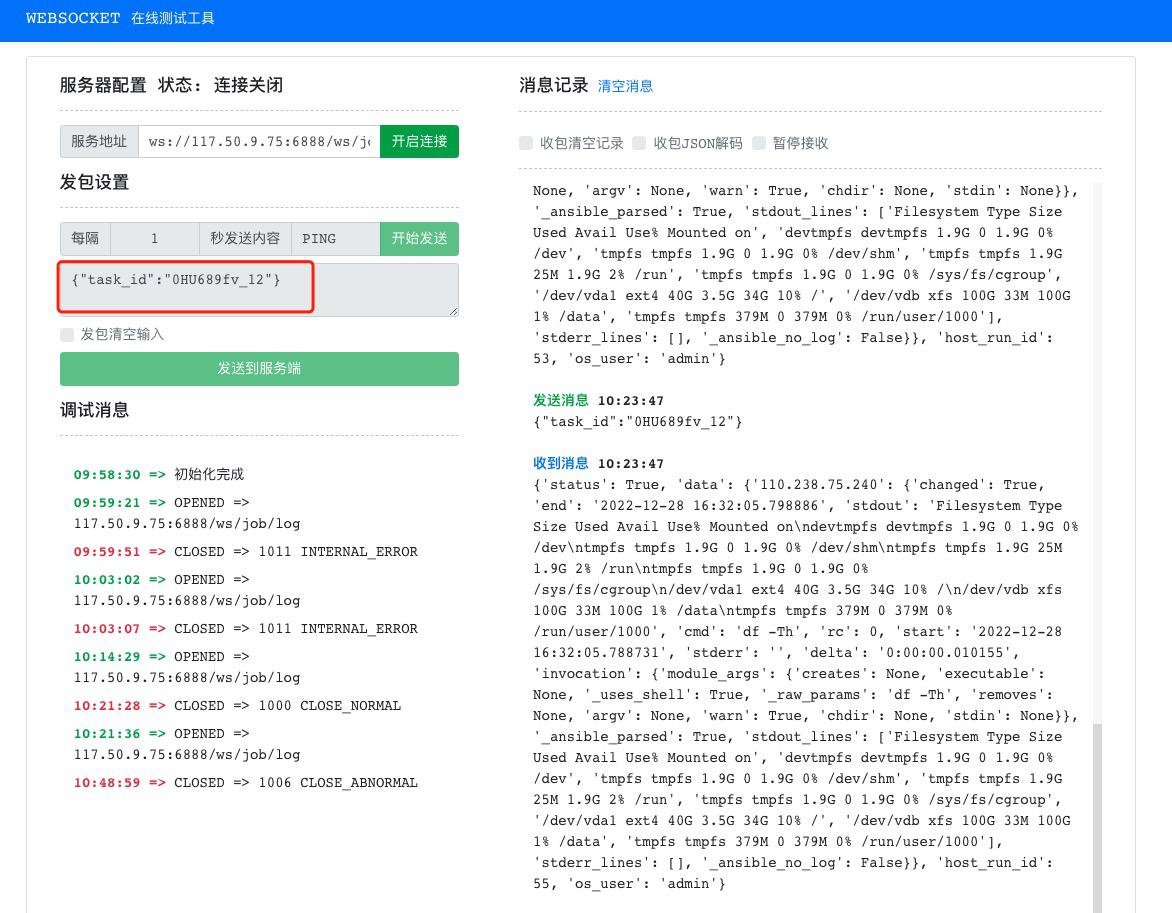 WEBSOCKET 在线测试工具
服务器配置 状态: 连接关闭
服务地址 ws://117.50.9.75:6888/ws/jo 开启连接
发包设置
每隔 1 秒发送内容 PING 开始发送
{"task_id":"0HU689fv_12"}
发包清空输入
发送到服务端
调试消息
09:58:30 => 初始化完成
09:59:21 => OPENED =>
117.50.9.75:6888/ws/job/log
09:59:51 => CLOSED => 1011 INTERNAL_ERROR
10:03:02 => OPENED =>
117.50.9.75:6888/ws/job/log
10:03:07 => CLOSED => 1011 INTERNAL_ERROR
10:14:29 => OPENED =>
117.50.9.75:6888/ws/job/log
10:21:28 => CLOSED => 1000 CLOSE_NORMAL
10:21:36 => OPENED =>
117.50.9.75:6888/ws/job/log
10:48:59 => CLOSED => 1006 CLOSE_ABNORMAL
消息记录 清空消息
收包清空记录 收包JSON解码 暂停接收
None, 'argv': None, 'warn': True, 'chdir': None, 'stdin': None}},
'_ansible_parsed': True, 'stdout_lines': ['Filesystem Type Size
Used Avail Use% Mounted on', 'devtmpfs devtmpfs 1.9G 0 1.9G 0%
/dev', 'tmpfs tmpfs 1.9G 0 1.9G 0% /dev/shm', 'tmpfs tmpfs 1.9G
25M 1.9G 2% /run', 'tmpfs tmpfs 1.9G 0 1.9G 0% /sys/fs/cgroup',
'/dev/vda1 ext4 40G 3.5G 34G 10% /', '/dev/vdb xfs 100G 33M 100G
1% /data', 'tmpfs tmpfs 379M 0 379M 0% /run/user/1000'],
'stderr_lines': [], '_ansible_no_log': False}}, 'host_run_id':
53, 'os_user': 'admin'}
发送消息 10:23:47
{"task_id":"0HU689fv_12"}
收到消息 10:23:47
{'status': True, 'data': {'110.238.75.240': {'changed': True,
'end': '2022-12-28 16:32:05.798886', 'stdout': 'Filesystem Type
Size Used Avail Use% Mounted on\ndevtmpfs devtmpfs 1.9G 0 1.9G 0%
/dev\ntmpfs tmpfs 1.9G 0 1.9G 0% /dev/shm\ntmpfs tmpfs 1.9G 25M
1.9G 2% /run\ntmpfs tmpfs 1.9G 0 1.9G 0%
/sys/fs/cgroup\n/dev/vda1 ext4 40G 3.5G 34G 10% /\n/dev/vdb xfs
100G 33M 100G 1% /data\ntmpfs tmpfs 379M 0 379M 0%
/run/user/1000', 'cmd': 'df -Th', 'rc': 0, 'start': '2022-12-28
16:32:05.788731', 'stderr': '', 'delta': '0:00:00.010155',
'invocation': {'module_args': {'creates': None, 'executable':
None, '_uses_shell': True, '_raw_params': 'df -Th', 'removes':
None, 'argv': None, 'warn': True, 'chdir': None, 'stdin': None}},
'_ansible_parsed': True, 'stdout_lines': ['Filesystem Type Size
Used Avail Use% Mounted on', 'devtmpfs devtmpfs 1.9G 0 1.9G 0%
/dev', 'tmpfs tmpfs 1.9G 0 1.9G 0% /dev/shm', 'tmpfs tmpfs 1.9G
25M 1.9G 2% /run', 'tmpfs tmpfs 1.9G 0 1.9G 0% /sys/fs/cgroup',
'/dev/vda1 ext4 40G 3.5G 34G 10% /', '/dev/vdb xfs 100G 33M 100G
1% /data', 'tmpfs tmpfs 379M 0 379M 0% /run/user/1000'],
'stderr_lines': [], '_ansible_no_log': False}}, 'host_run_id':
55, 'os_user': 'admin'}